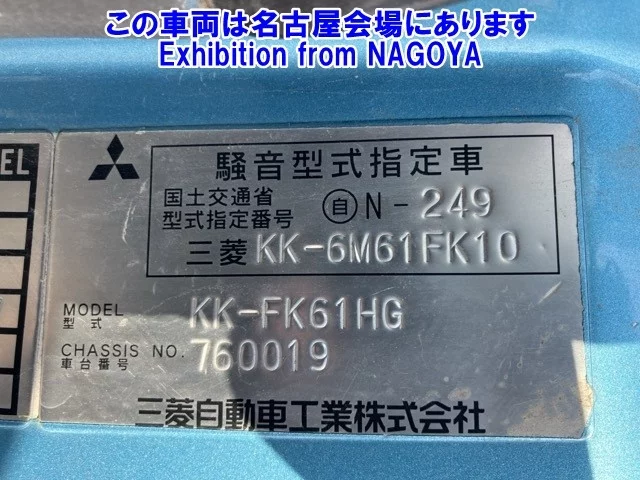 この車両は名古屋会場にあります
Exhibition from NAGOYA
EL
騒音型式指定車
国土交通省
型式指定番号 自 N-249
三菱 KK-6M61FK10
MODEL
型式 KK-FK61HG
CHASSIS NO.
車台番号 760019
三菱自動車工業株式会社